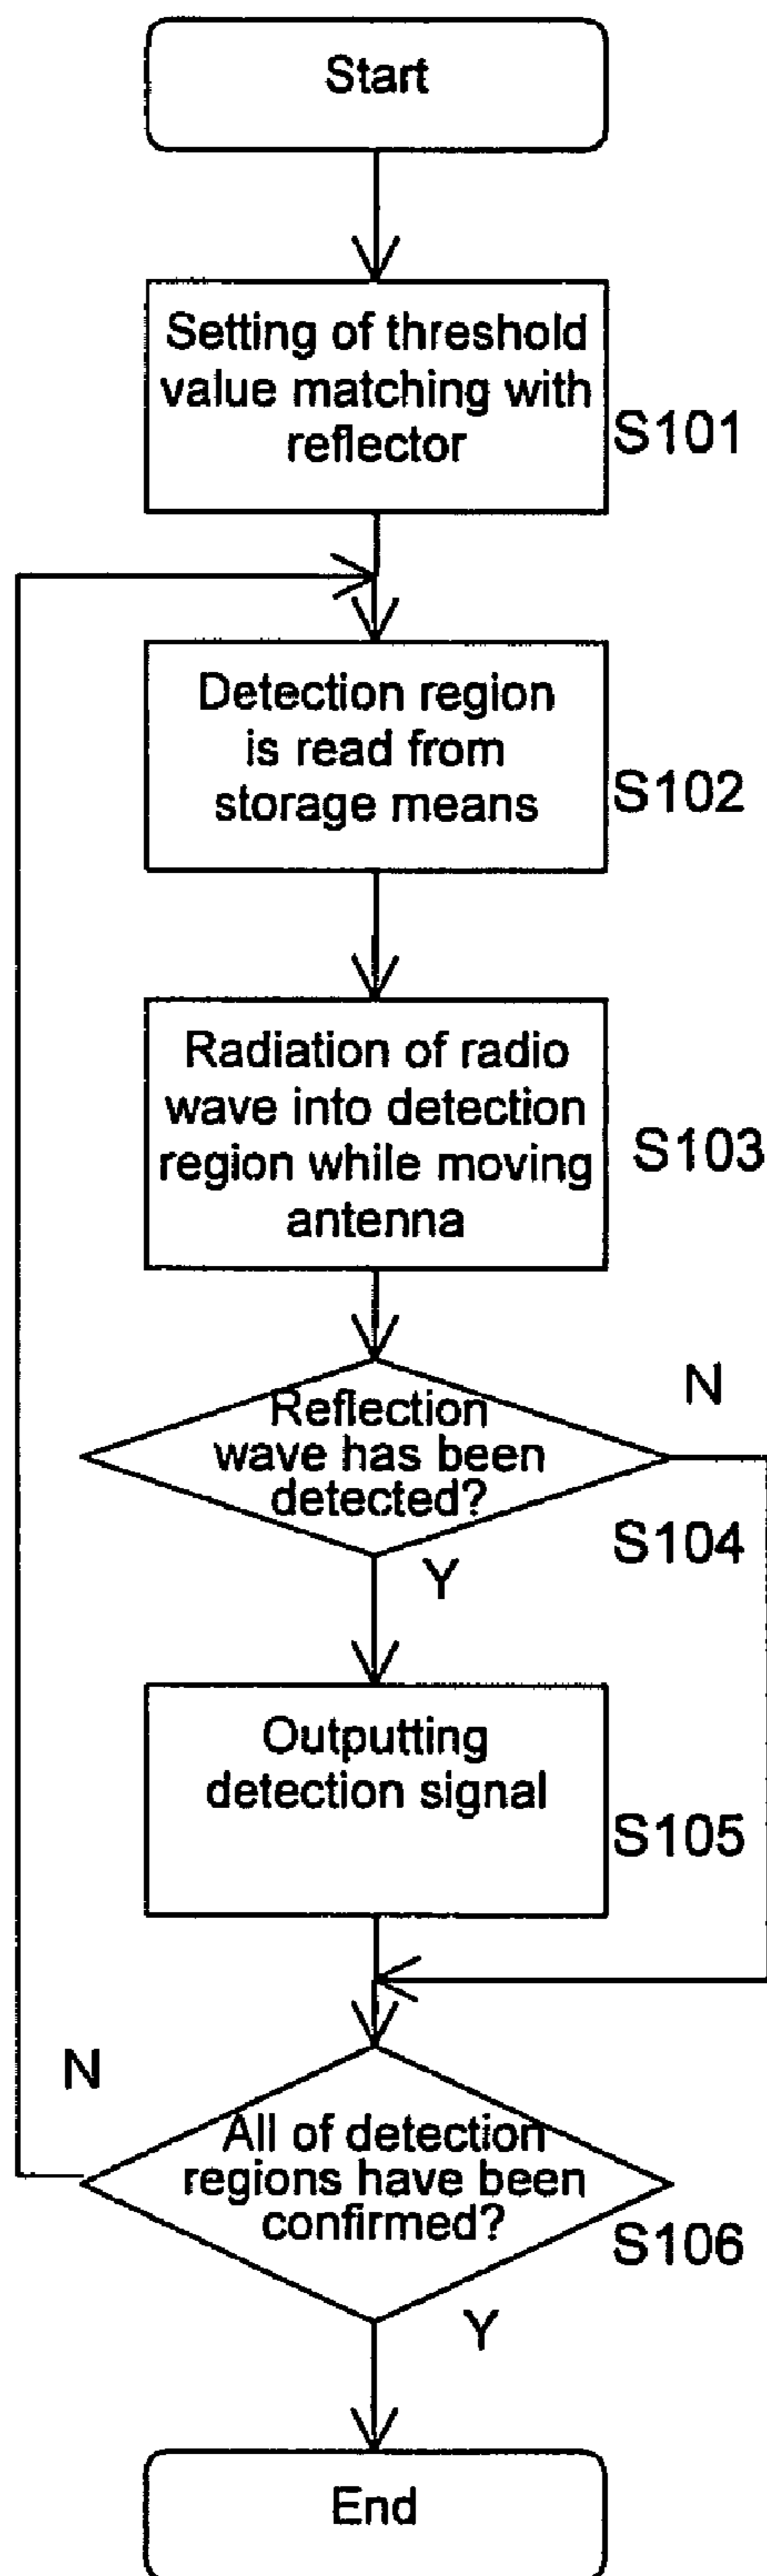 Start
Setting of threshold
value matching with
reflector
S101
Detection region
is read from
storage means
S102
Radiation of radio
wave into detection
region while moving
antenna
S103
Reflection
wave has been
detected?
N
S104
Y
Outputting
detection signal
S105
N
All of detection
regions have been
confirmed?
S106
Y
End